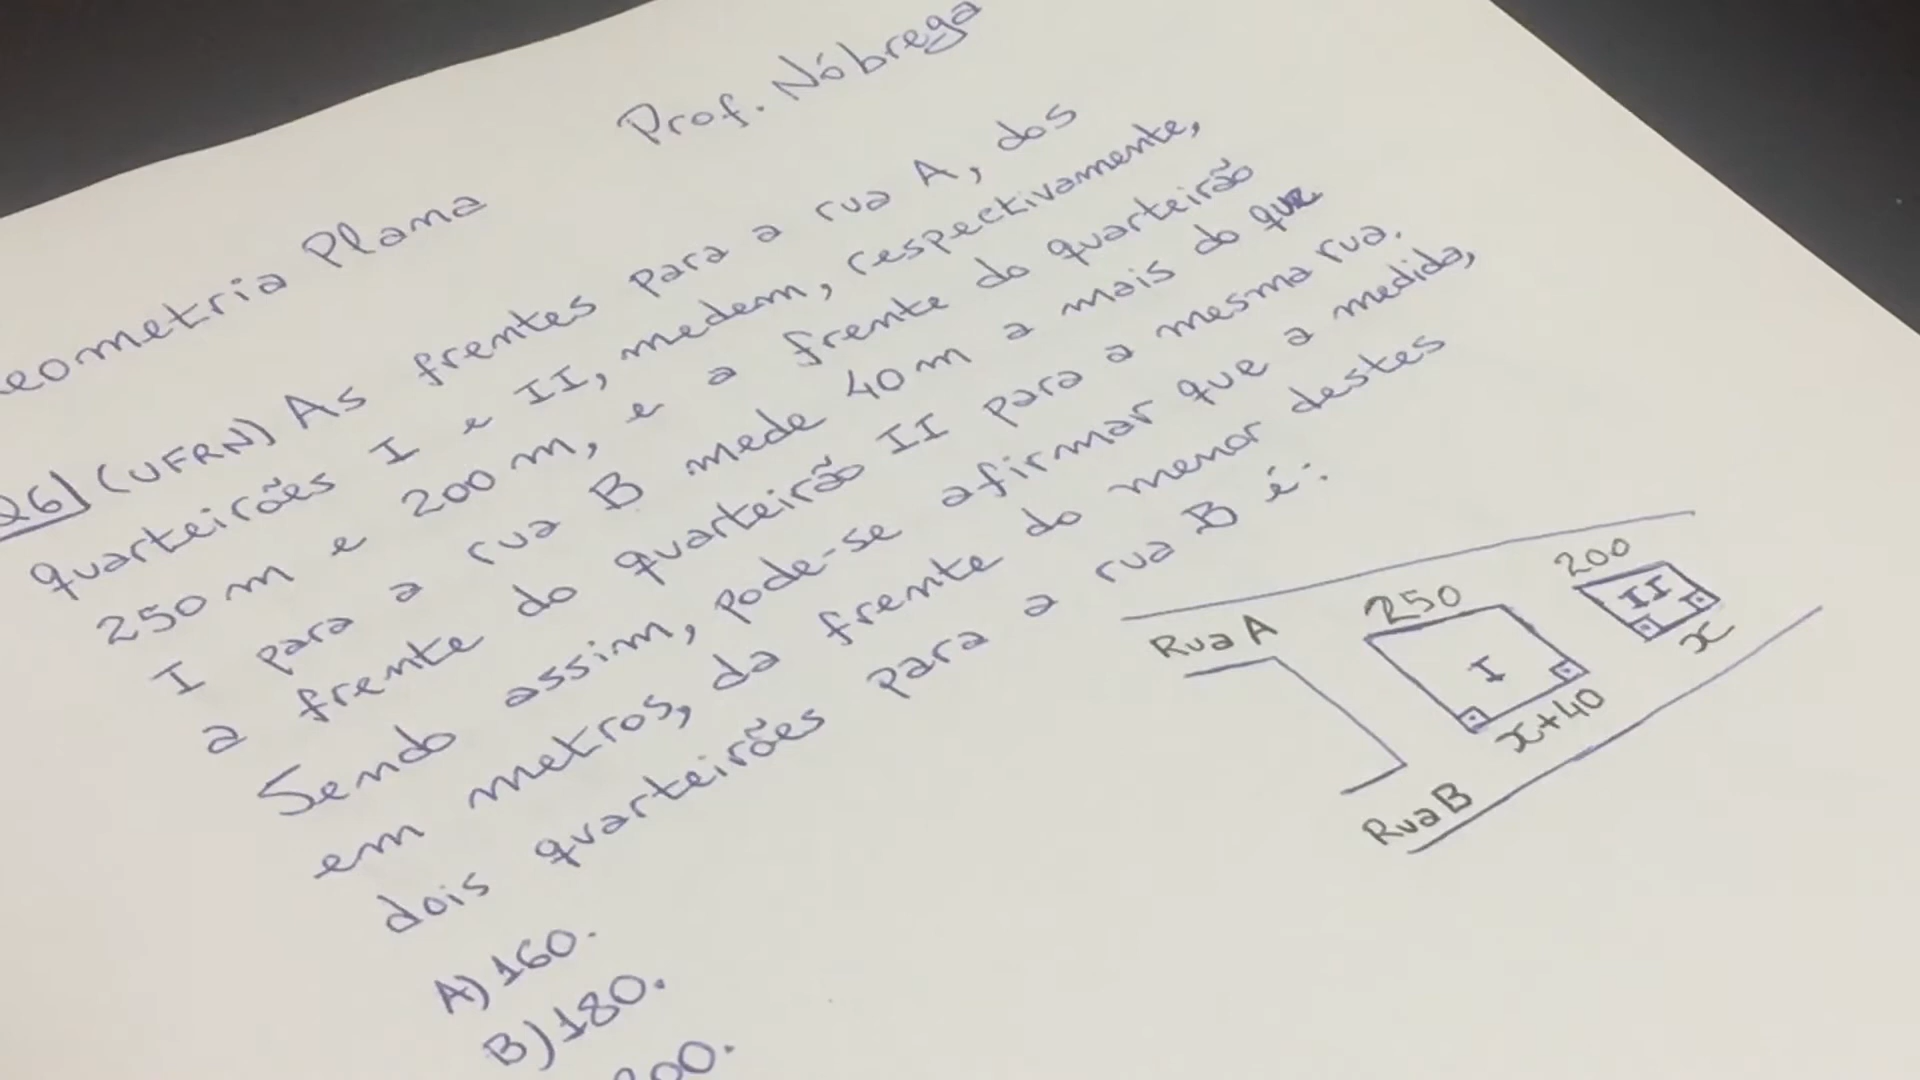 Prof. Nóbrega
eometria Plana
26) (UFRN) As frentes para a rua A, dos
quarteirões I e II, medem, respectivamente,
250 m e 200 m, e a frente do quarteirão
I para a rua B mede 40 m a mais do que
a frente do quarteirão II para a mesma rua.
Sendo assim, pode-se afirmar que a medida,
em metros, da frente do menor destes
dois quarteirões para a rua B é:
A) 160.
B) 180.
200.
Rua A
250
200
I
II
x+40
x
Rua B